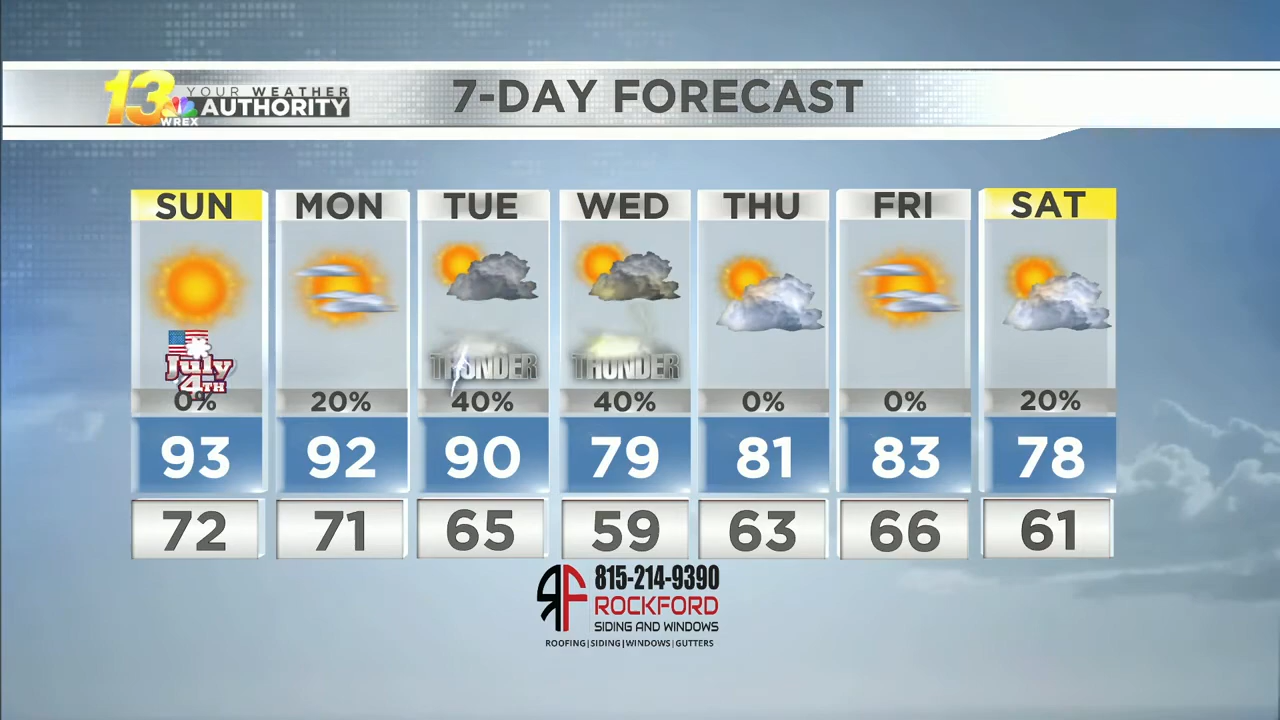 13 WREX
YOUR WEATHER
AUTHORITY
7-DAY FORECAST
SUN MON TUE WED THU FRI SAT
July
4TH
THUNDER THUNDER
0% 20% 40% 40% 0% 0% 20%
93 92 90 79 81 83 78
72 71 65 59 63 66 61
RF
815-214-9390
ROCKFORD
SIDING AND WINDOWS
ROOFING|SIDING|WINDOWS|GUTTERS